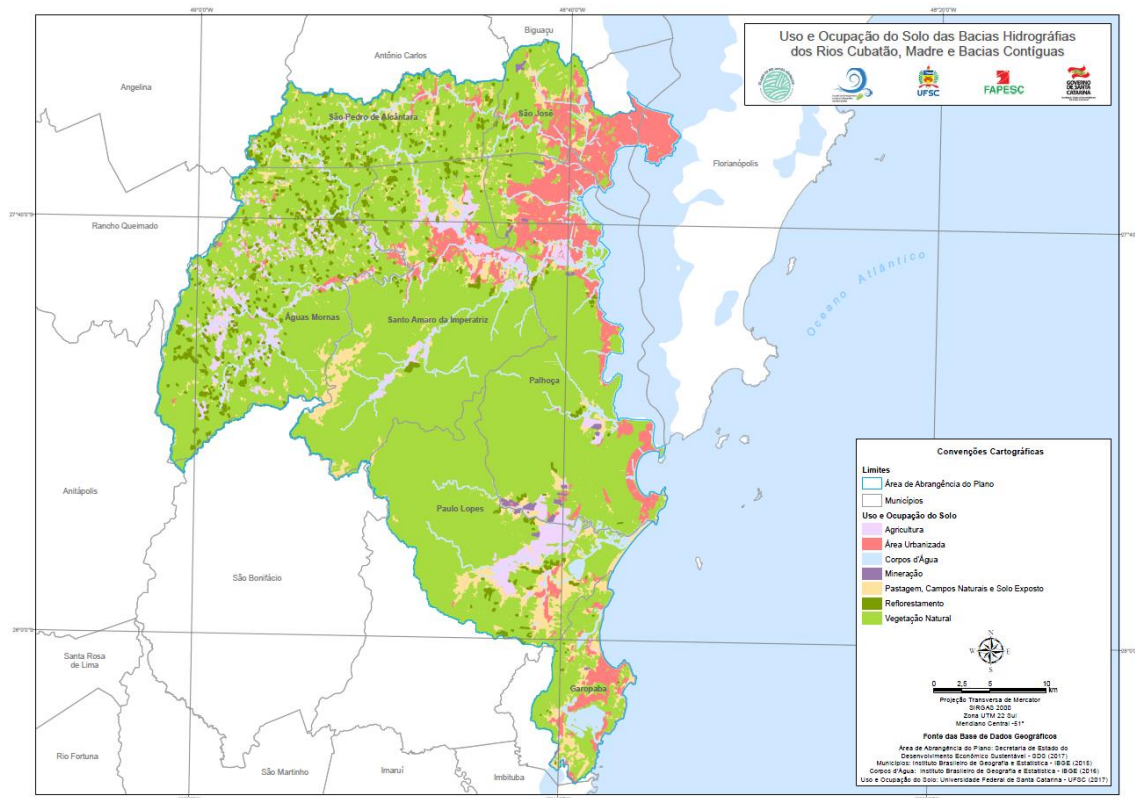 Uso e Ocupação do Solo das Bacias Hidrográfias
dos Rios Cubatão, Madre e Bacias Contíguas
UFSC
FAPESC
GOVERNO
DE SANTA
CATARINA
Biguaçu
Antônio Carlos
Angelina
São Pedro de Alcântara
São José
Florianópolis
Rancho Queimado
Oceano Atlântico
Águas Mornas
Santo Amaro da Imperatriz
Palhoça
Anitápolis
Paulo Lopes
São Bonifácio
Santa Rosa
de Lima
Garopaba
Rio Fortuna
São Martinho
Imaruí
Imbituba
Convenções Cartográficas
Limites
Área de Abrangência do Plano
Municípios
Uso e Ocupação do Solo
Agricultura
Área Urbanizada
Corpos d'Água
Mineração
Pastagem, Campos Naturais e Solo Exposto
Reflorestamento
Vegetação Natural
N
W
E
S
0 2,5 5 10
km
Projeção Transversa de Mercator
SIRGAS 2000
Zona UTM 22 Sul
Meridiano Central -51°
Fonte das Base de Dados Geográficos
Área de Abrangência do Plano: Secretaria de Estado do
Desenvolvimento Econômico Sustentável - SDS (2017)
Municípios: Instituto Brasileiro de Geografia e Estatística - IBGE (2015)
Corpos d'Água: Instituto Brasileiro de Geografia e Estatística - IBGE (2016)
Uso e Ocupação do Solo: Universidade Federal de Santa Catarina - UFSC (2017)